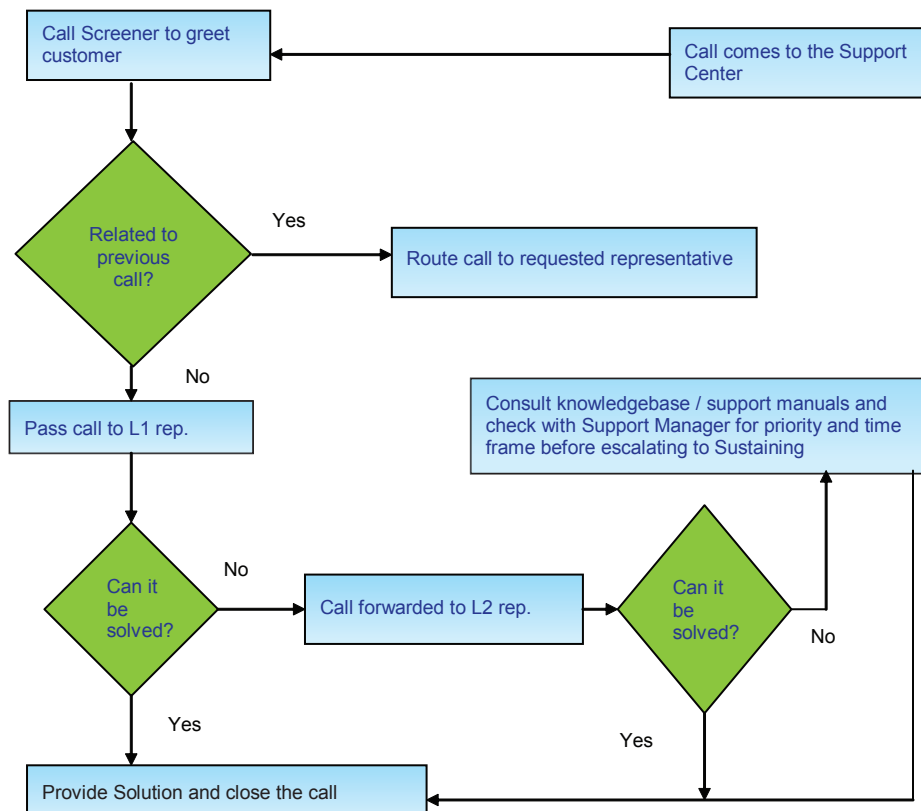 Call Screener to greet
customer
Call comes to the Support
Center
Related to
previous
call?
Yes
Route call to requested representative
No
Pass call to L1 rep.
Consult knowledgebase / support manuals and
check with Support Manager for priority and time
frame before escalating to Sustaining
Can it
be
solved?
No
Call forwarded to L2 rep.
Can it
be
solved?
No
Yes
Yes
Provide Solution and close the call